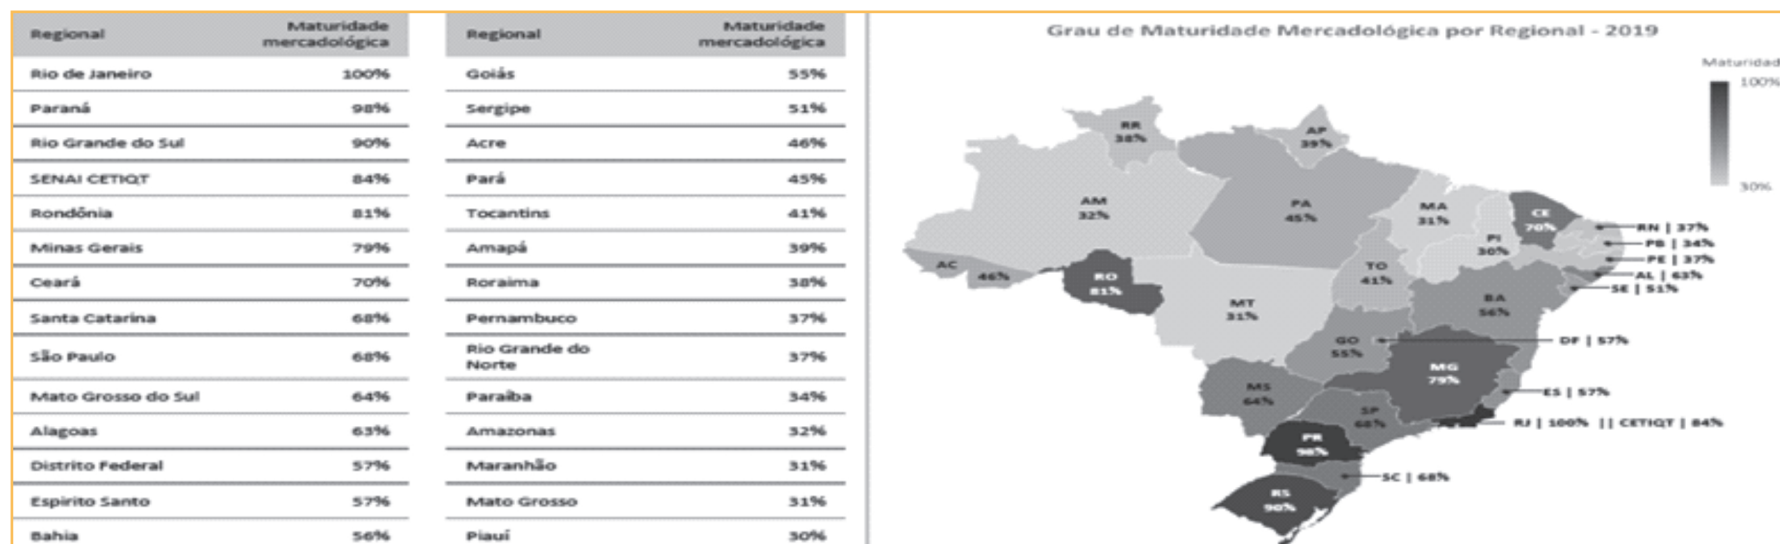 Regional Maturidade mercadológica
Rio de Janeiro 100%
Paraná 98%
Rio Grande do Sul 90%
SENAI CETIQT 84%
Rondônia 81%
Minas Gerais 79%
Ceará 70%
Santa Catarina 68%
São Paulo 68%
Mato Grosso do Sul 64%
Alagoas 63%
Distrito Federal 57%
Espirito Santo 57%
Bahia 56%
Regional Maturidade mercadológica
Goiás 55%
Sergipe 51%
Acre 46%
Pará 45%
Tocantins 41%
Amapá 39%
Roraima 38%
Pernambuco 37%
Rio Grande do
Norte 37%
Paraíba 34%
Amazonas 32%
Maranhão 31%
Mato Grosso 31%
Piauí 30%
Grau de Maturidade Mercadológica por Regional - 2019
Maturidad
100%
30%
RR
38%
AP
39%
AM
32%
PA
45%
MA
31%
PI
30%
CE
70%
RN | 37%
PB | 34%
PE | 37%
AL | 63%
SE | 51%
AC
46%
RO
81%
TO
41%
MT
31%
BA
56%
GO
55%
DF | 57%
MG
79%
MS
64%
ES | 57%
SP
68%
RJ | 100% || CETIQT | 84%
PR
98%
SC | 68%
RS
90%